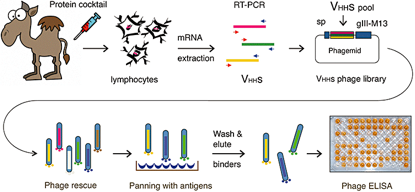 Protein cocktail
lymphocytes
mRNA
extraction
RT-PCR
VHHS
VHHS pool
sp
gIII-M13
Phagemid
VHHS phage library
Phage rescue
Panning with antigens
Wash &
elute
binders
Phage ELISA